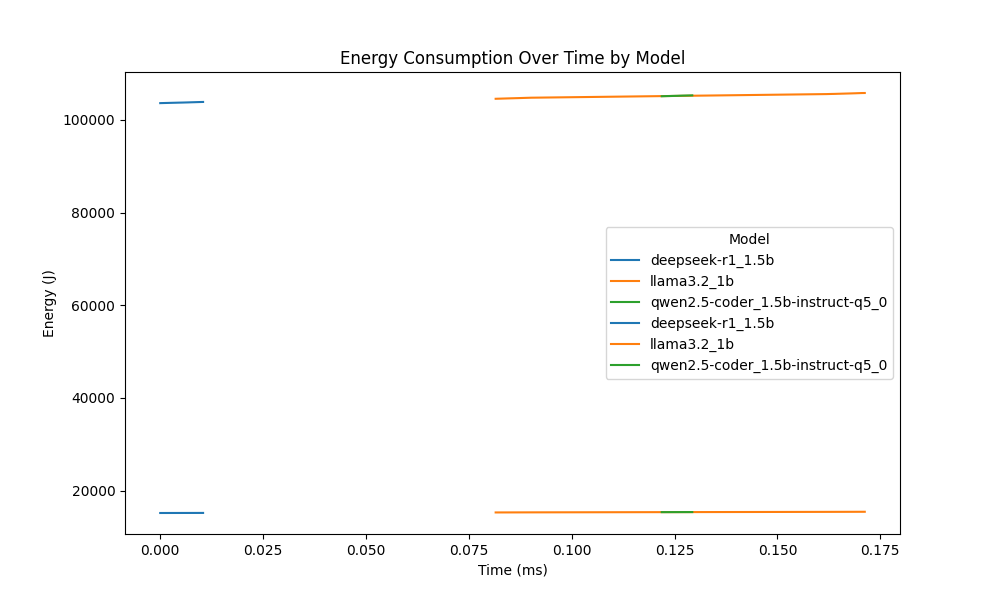 Energy Consumption Over Time by Model
Energy (J)
100000
80000
60000
40000
20000
Model
deepseek-r1_1.5b
llama3.2_1b
qwen2.5-coder_1.5b-instruct-q5_0
deepseek-r1_1.5b
llama3.2_1b
qwen2.5-coder_1.5b-instruct-q5_0
0.000 0.025 0.050 0.075 0.100 0.125 0.150 0.175
Time (ms)